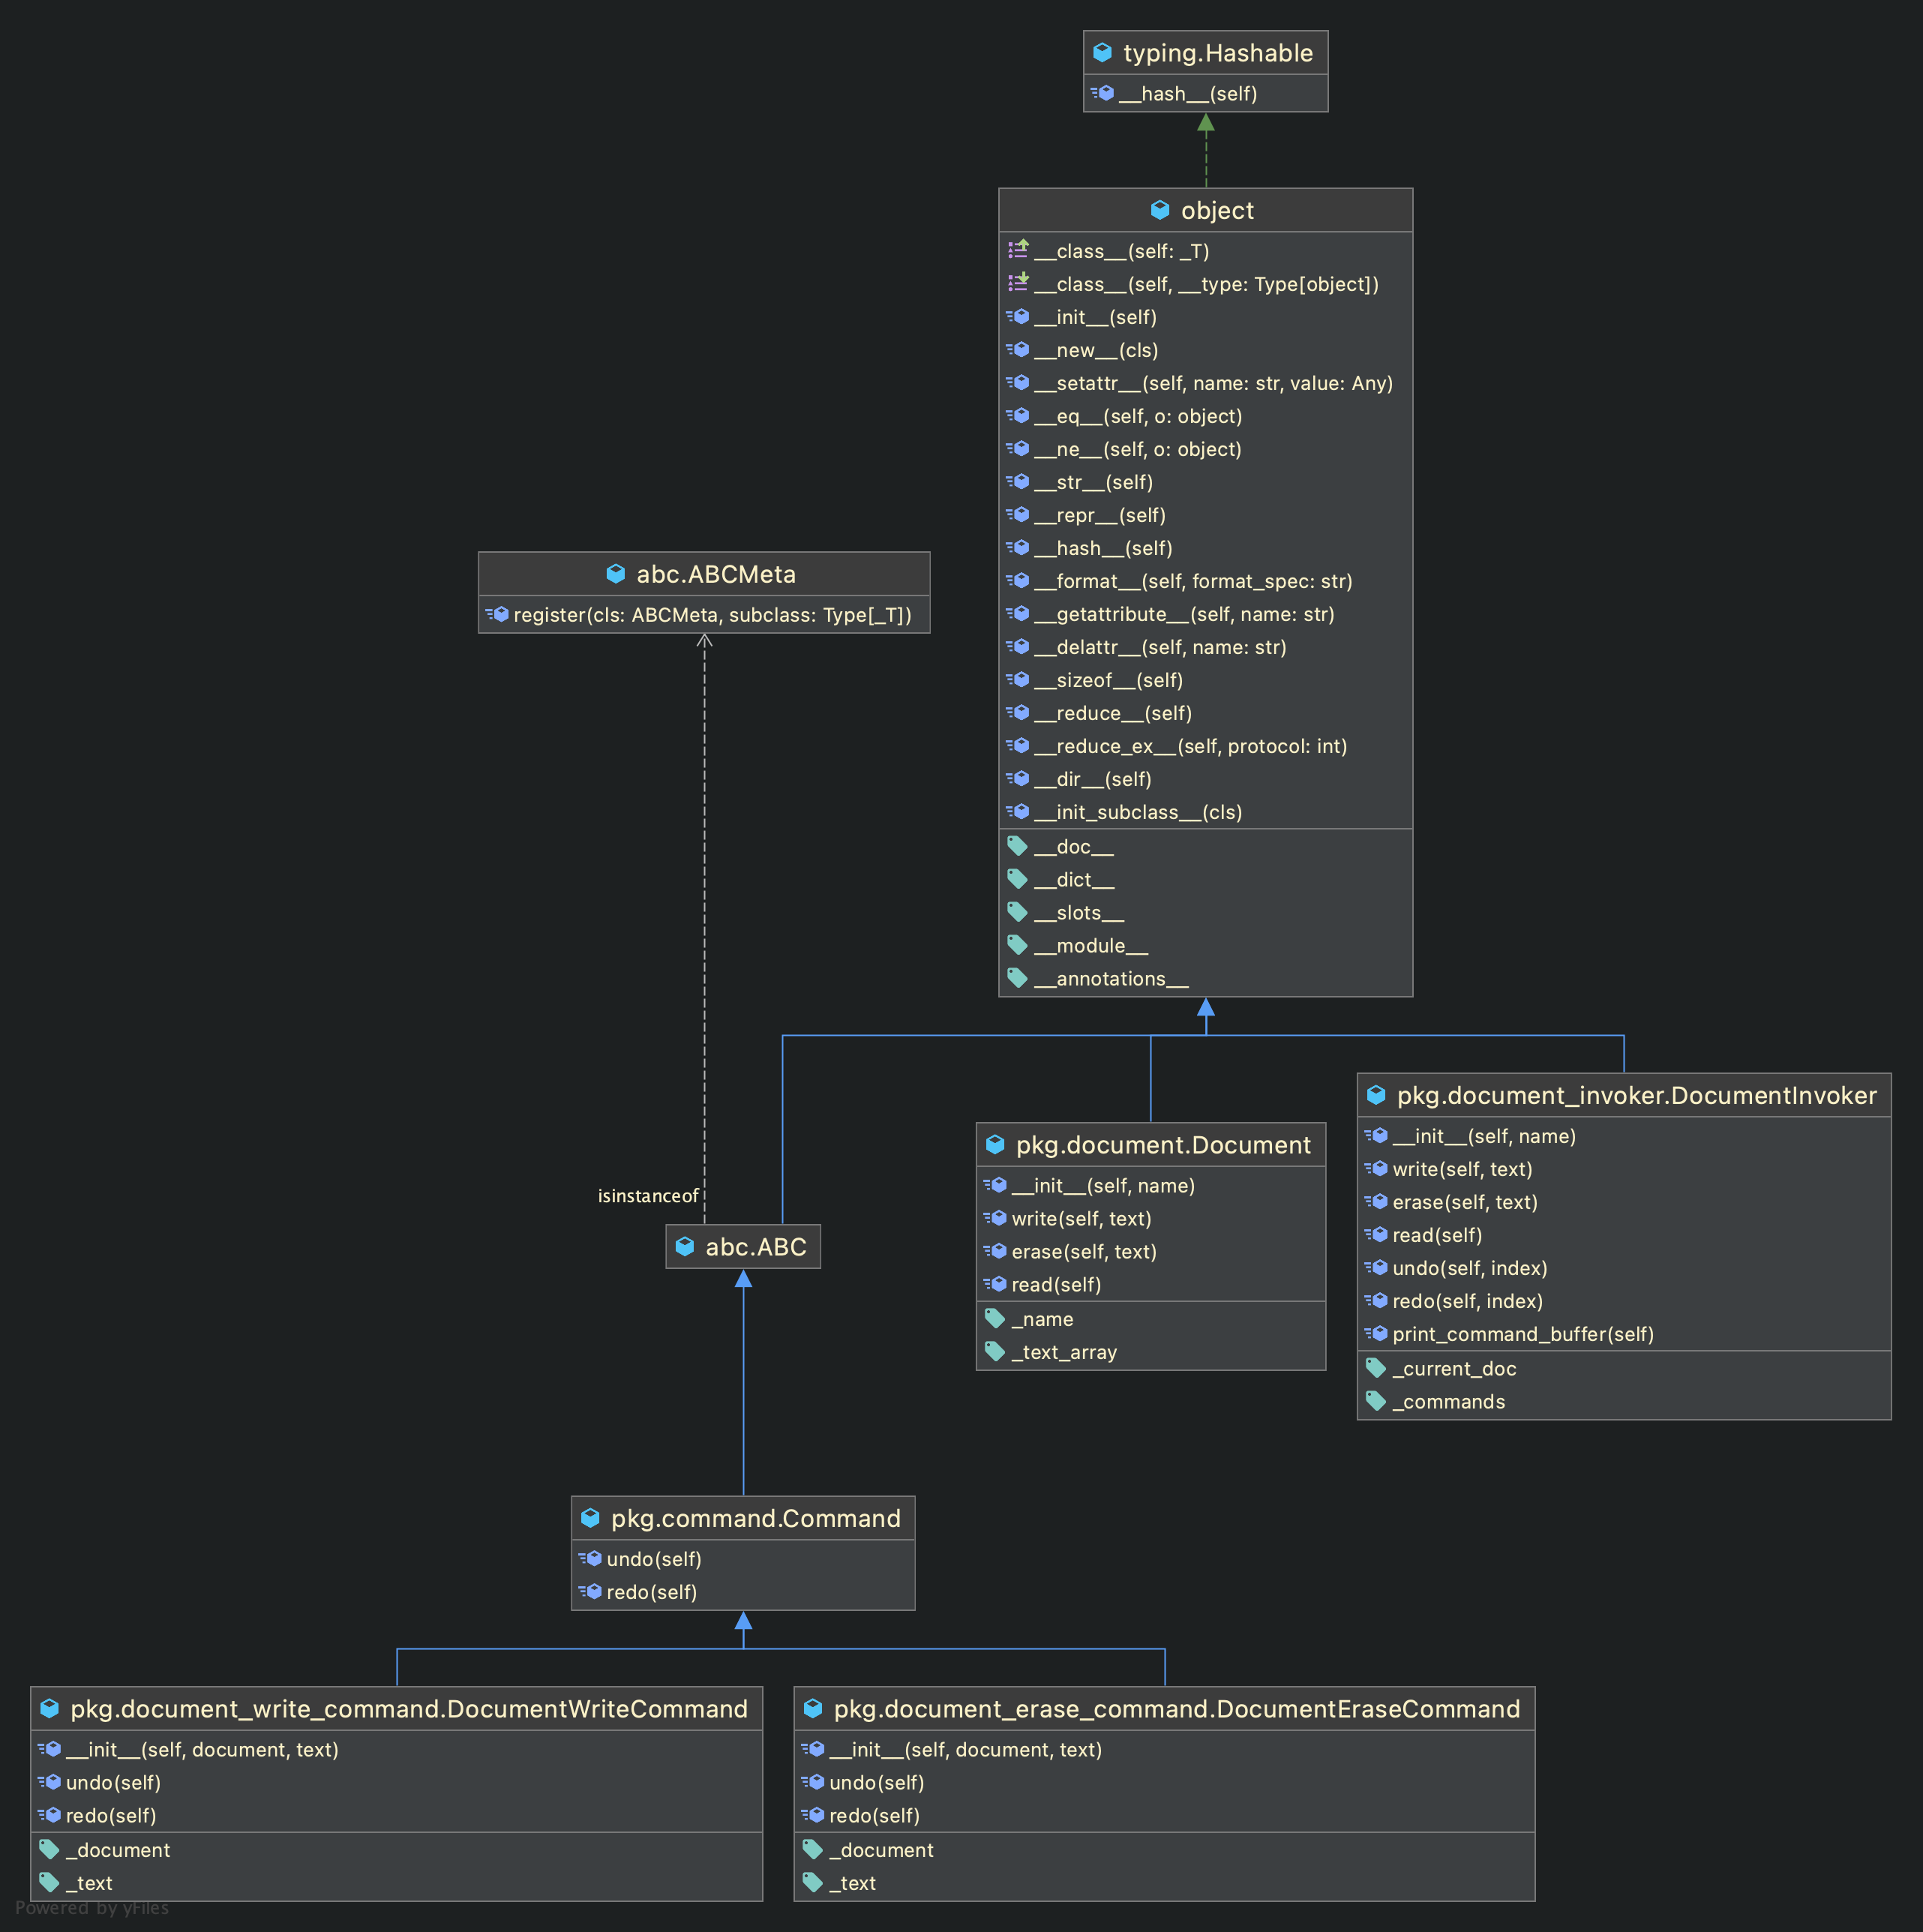 typing.Hashable
__hash__(self)
object
__class__(self: _T)
__class__(self, __type: Type[object])
__init__(self)
__new__(cls)
__setattr__(self, name: str, value: Any)
__eq__(self, o: object)
__ne__(self, o: object)
__str__(self)
__repr__(self)
__hash__(self)
__format__(self, format_spec: str)
__getattribute__(self, name: str)
__delattr__(self, name: str)
__sizeof__(self)
__reduce__(self)
__reduce_ex__(self, protocol: int)
__dir__(self)
__init_subclass__(cls)
__doc__
__dict__
__slots__
__module__
__annotations__
abc.ABCMeta
register(cls: ABCMeta, subclass: Type[_T])
isinstanceof
abc.ABC
pkg.document.Document
__init__(self, name)
write(self, text)
erase(self, text)
read(self)
_name
_text_array
pkg.document_invoker.DocumentInvoker
__init__(self, name)
write(self, text)
erase(self, text)
read(self)
undo(self, index)
redo(self, index)
print_command_buffer(self)
_current_doc
_commands
pkg.command.Command
undo(self)
redo(self)
pkg.document_write_command.DocumentWriteCommand
__init__(self, document, text)
undo(self)
redo(self)
_document
_text
pkg.document_erase_command.DocumentEraseCommand
__init__(self, document, text)
undo(self)
redo(self)
_document
_text
Powered by yFiles